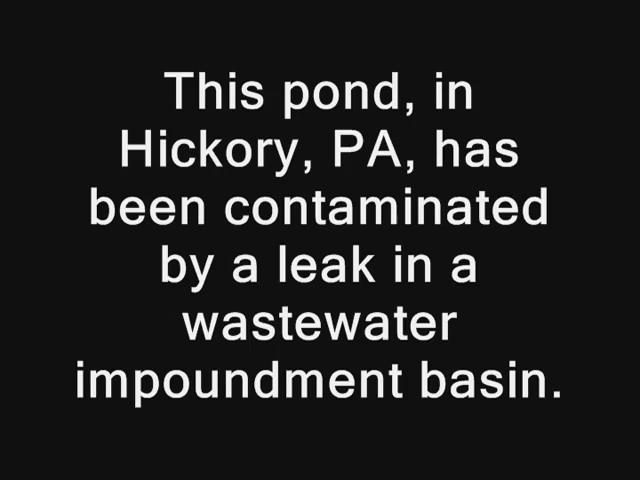 This pond, in
Hickory, PA, has
been contaminated
by a leak in a
wastewater
impoundment basin.